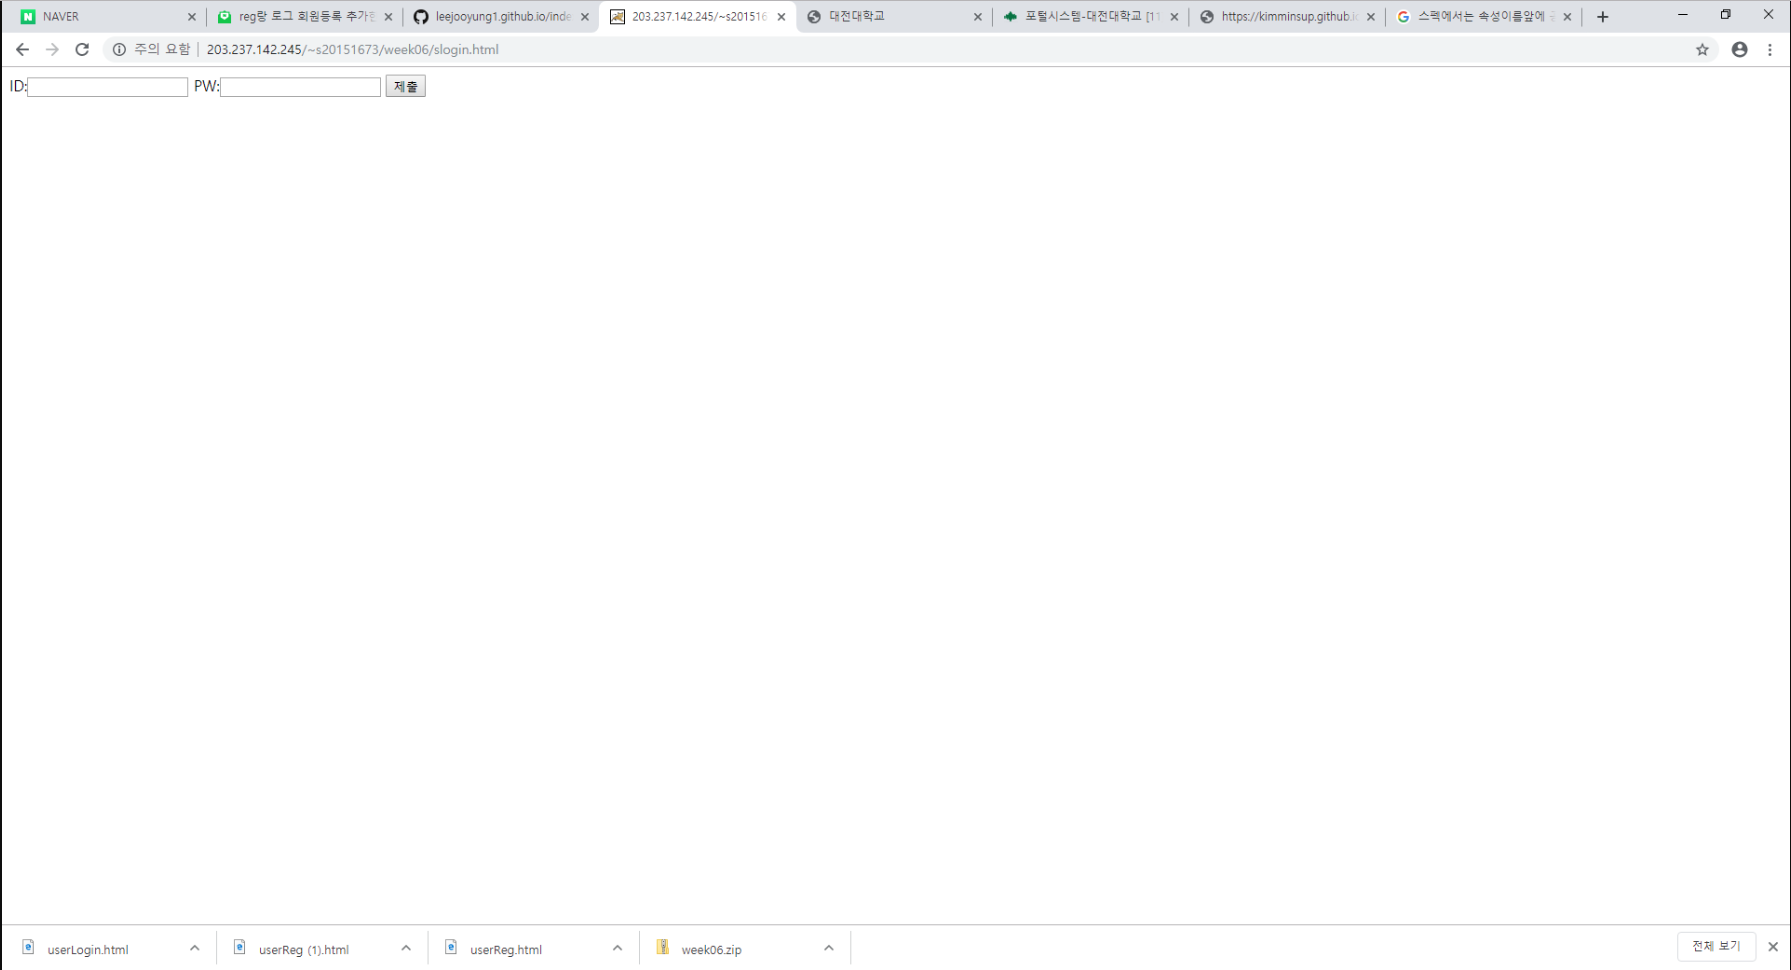 NAVER
reg랑 로그 회원등록 추가한
leejooyung1.github.io/inde
203.237.142.245/~s201516
대전대학교
포털시스템-대전대학교 [11
https://kimminsup.github.i
스펙에서는 속성이름앞에
주의 요함 | 203.237.142.245/~s20151673/week06/slogin.html
ID: PW: 제출
userLogin.html
userReg (1).html
userReg.html
week06.zip
전체 보기